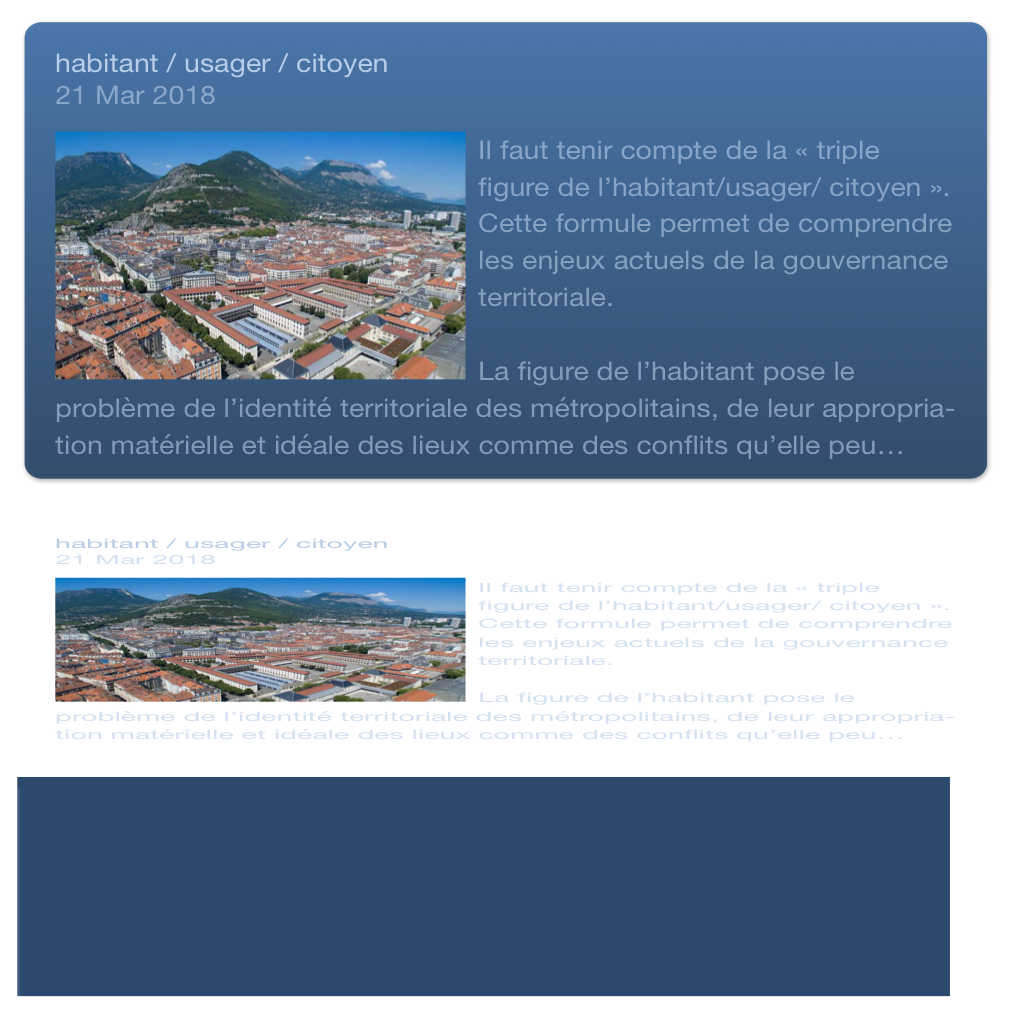 habitant / usager / citoyen
21 Mar 2018
Il faut tenir compte de la « triple
figure de l’habitant/usager/ citoyen ».
Cette formule permet de comprendre
les enjeux actuels de la gouvernance
territoriale.
La figure de l’habitant pose le
problème de l’identité territoriale des métropolitains, de leur appropria-
tion matérielle et idéale des lieux comme des conflits qu’elle peu…
habitant / usager / citoyen
21 Mar 2018
Il faut tenir compte de la « triple
figure de l’habitant/usager/ citoyen ».
Cette formule permet de comprendre
les enjeux actuels de la gouvernance
territoriale.
La figure de l’habitant pose le
problème de l’identité territoriale des métropolitains, de leur appropria-
tion matérielle et idéale des lieux comme des conflits qu’elle peu…